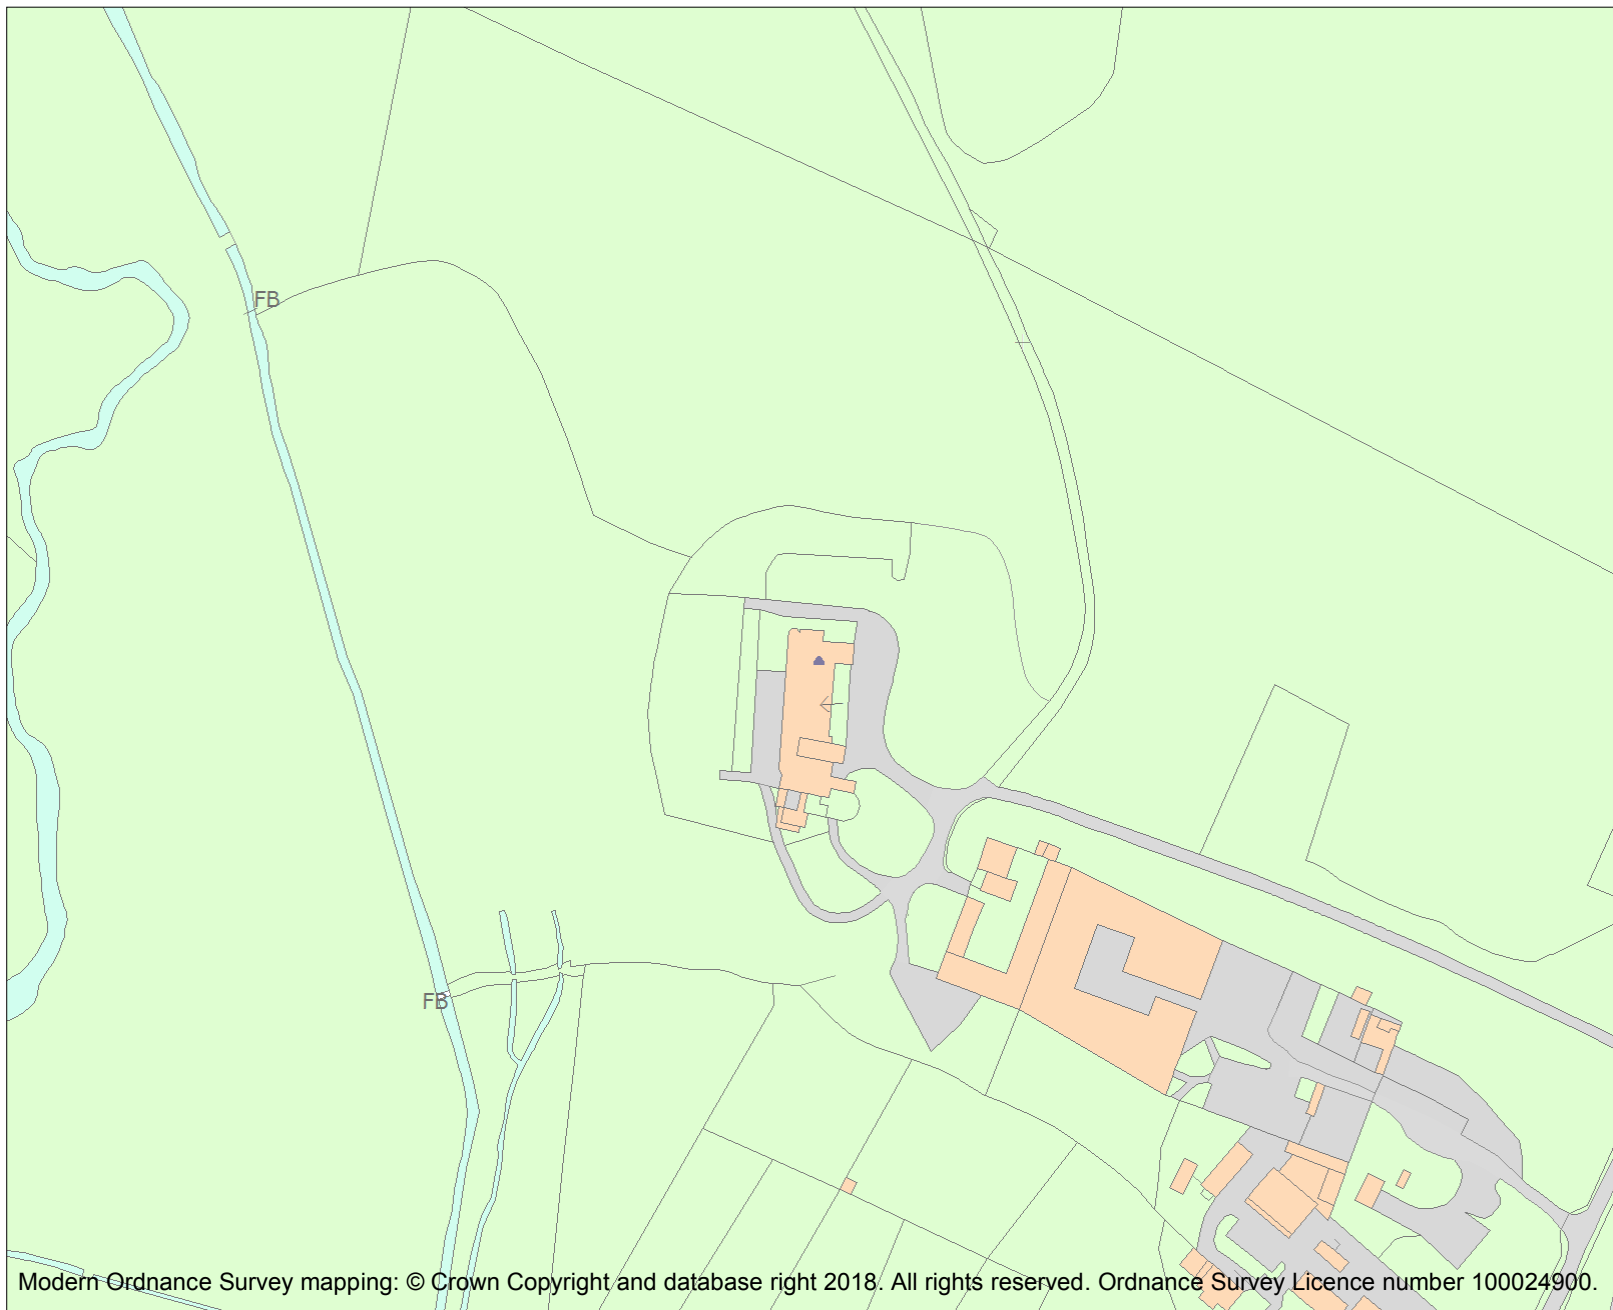 FB
FB
Modern Ordnance Survey mapping: © Crown Copyright and database right 2018. All rights reserved. Ordnance Survey Licence number 100024900.